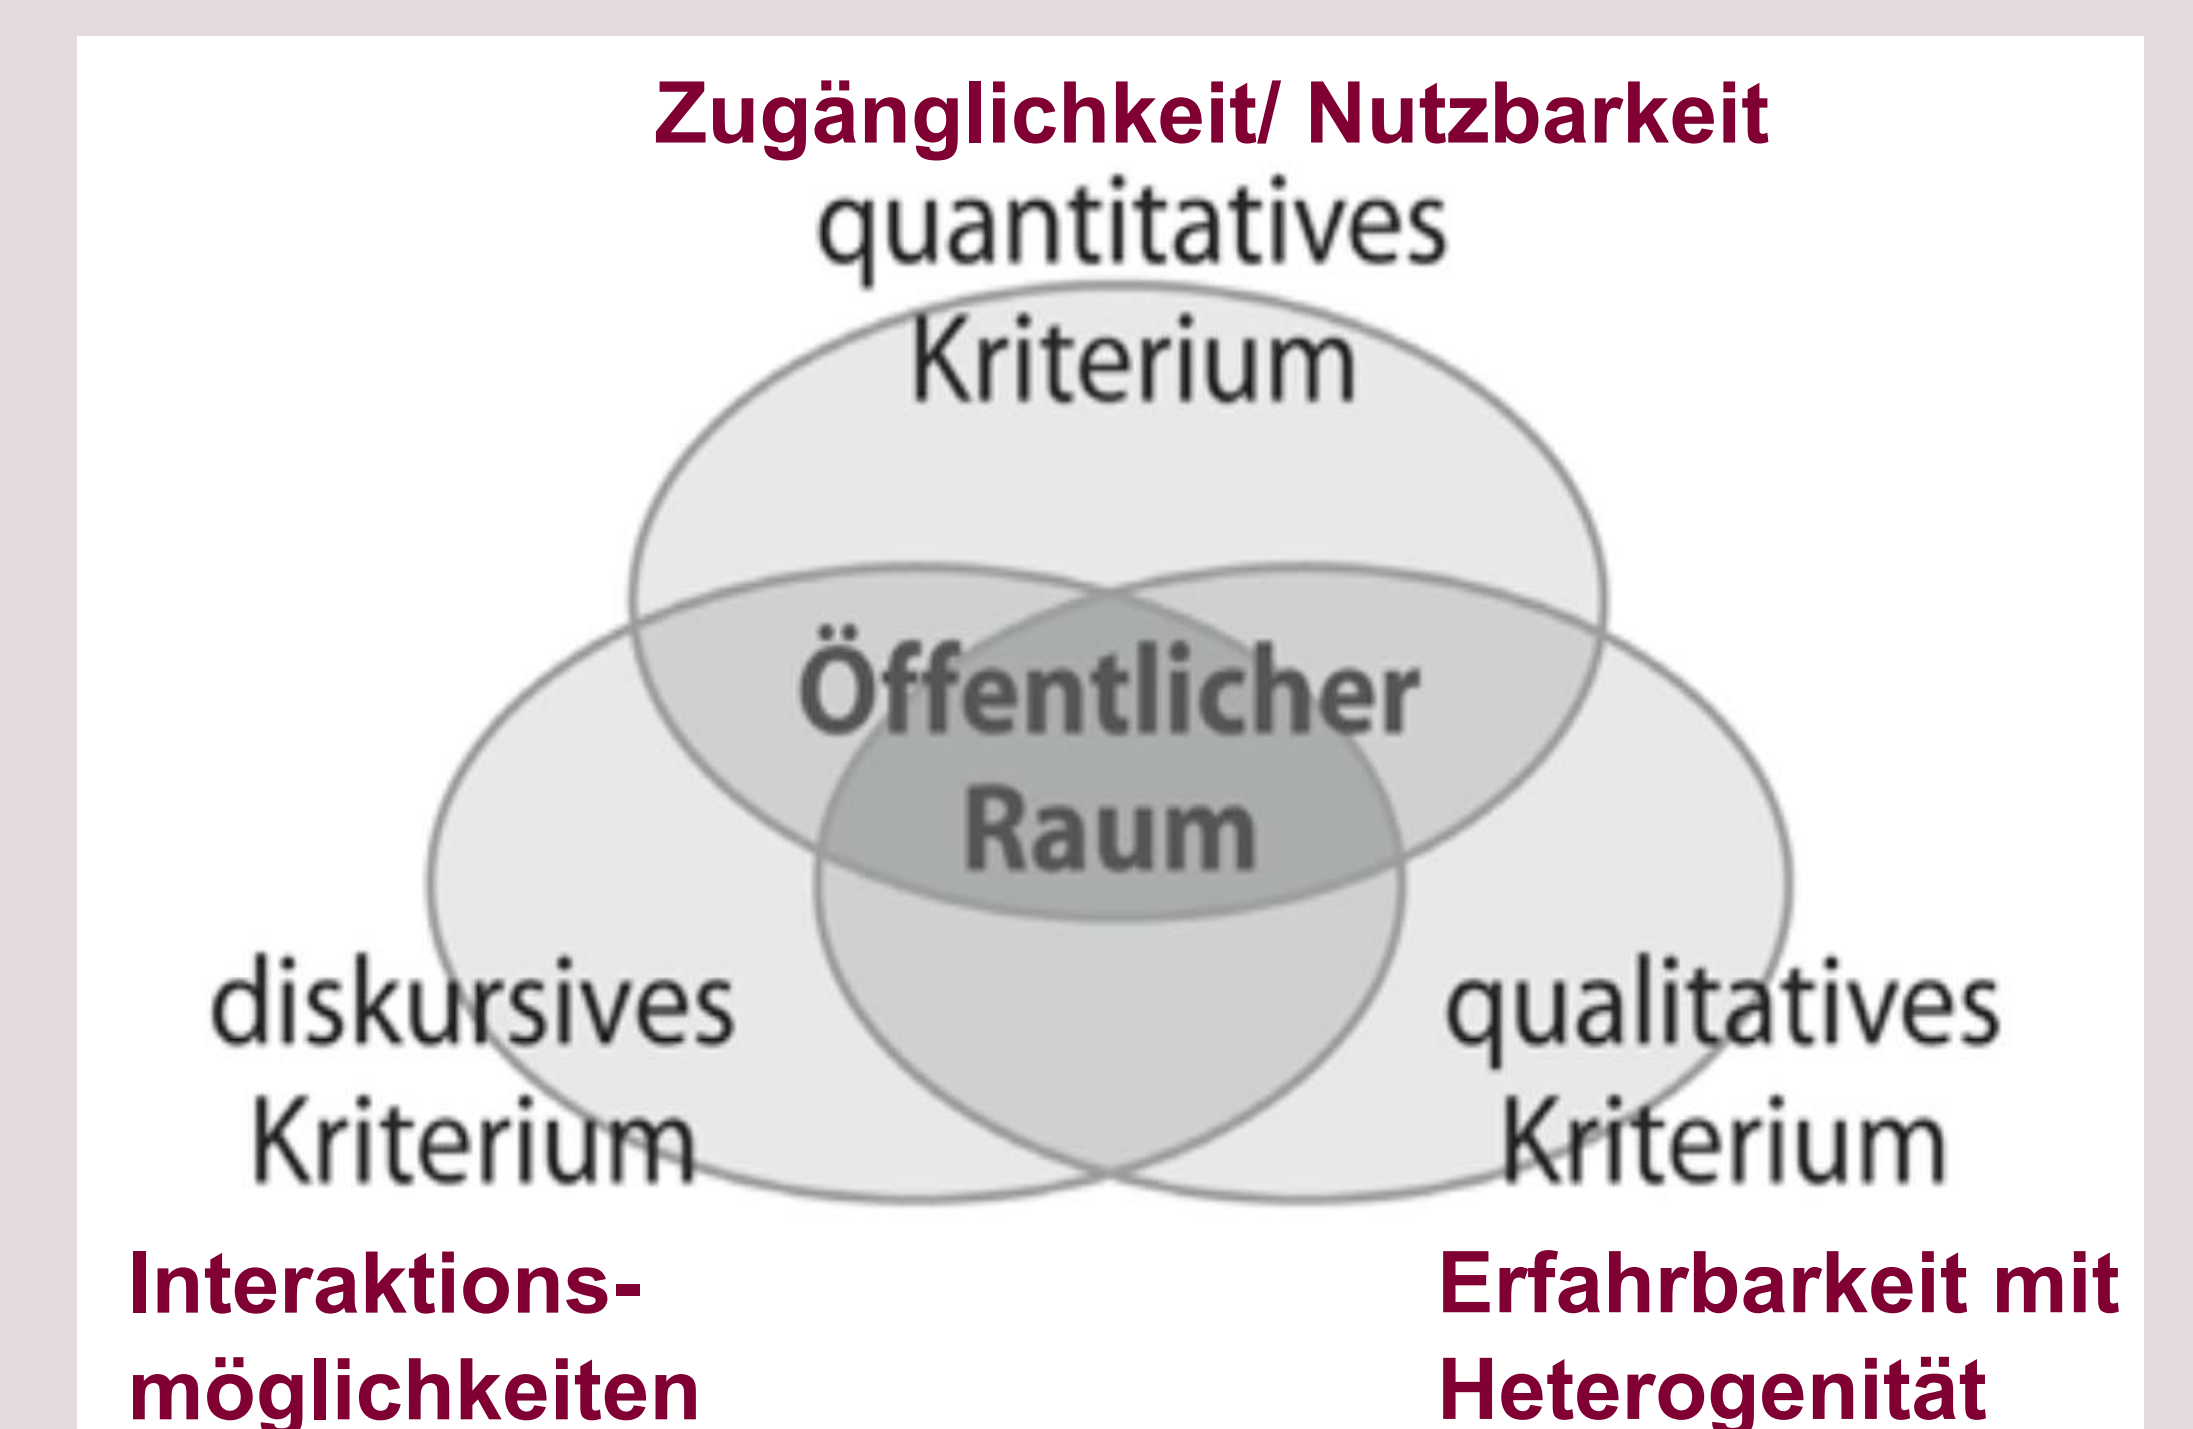 Zugänglichkeit/ Nutzbarkeit
quantitatives
Kriterium
Öffentlicher
Raum
diskursives
Kriterium
qualitatives
Kriterium
Interaktions-
möglichkeiten
Erfahrbarkeit mit
Heterogenität